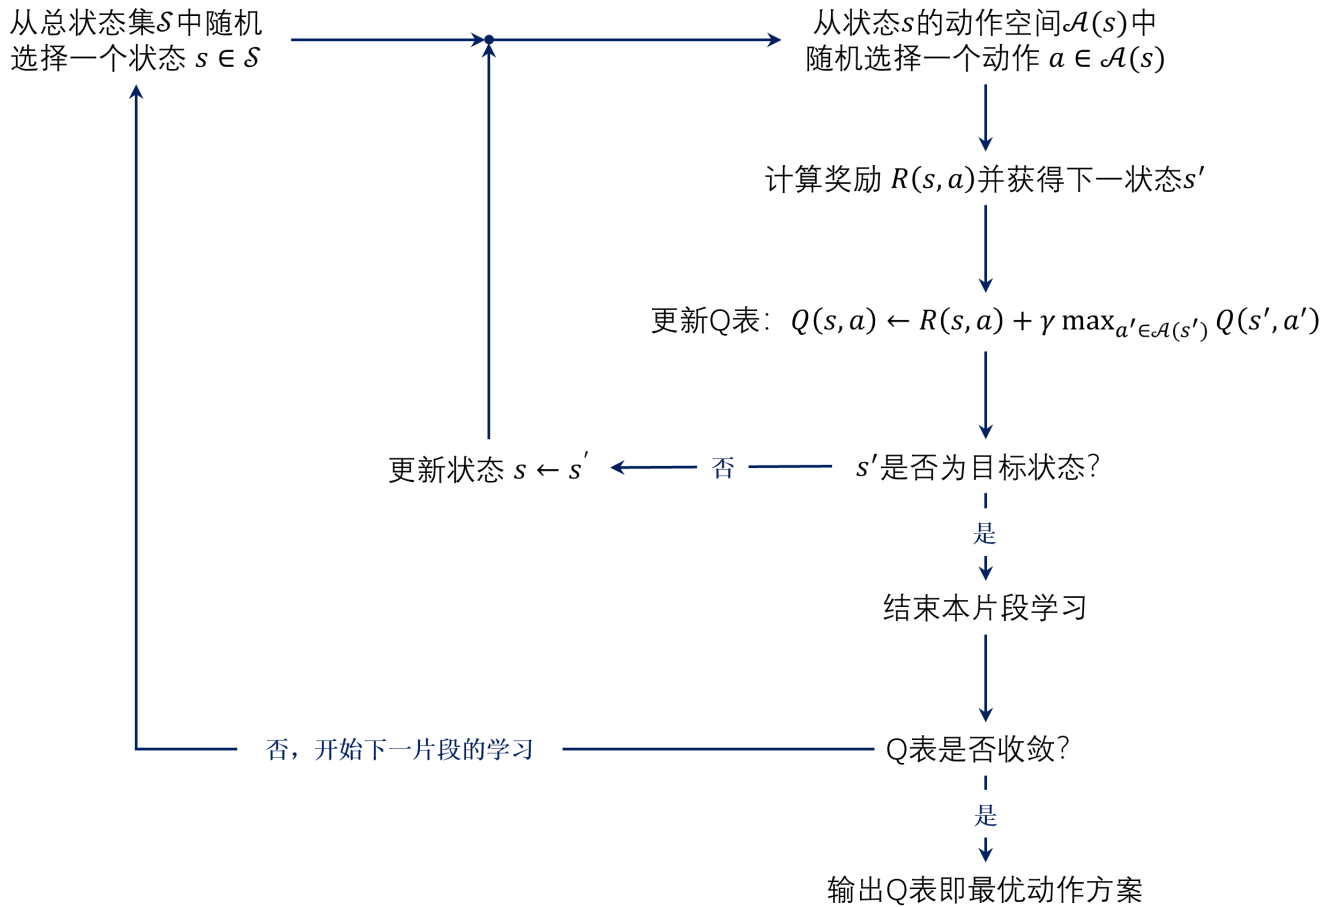 从总状态集𝒮中随机
选择一个状态 s ∈ 𝒮
从状态s的动作空间𝒜(s)中
随机选择一个动作 a ∈ 𝒜(s)
计算奖励 R(s, a)并获得下一状态s′
更新Q表： Q(s, a) ← R(s, a) + γ max_{a′∈𝒜(s′)} Q(s′, a′)
更新状态 s ← s′
否
s′是否为目标状态？
是
结束本片段学习
否，开始下一片段的学习
Q表是否收敛？
是
输出Q表即最优动作方案